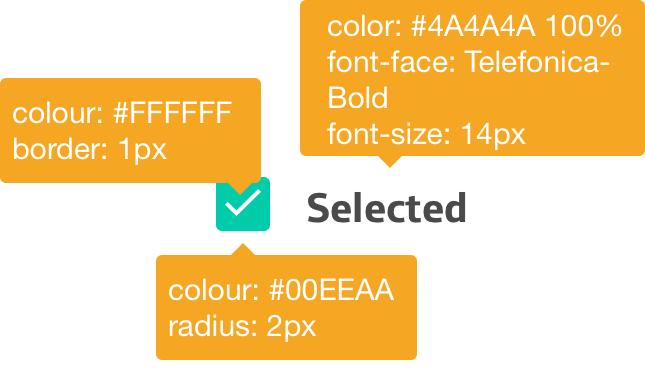 color: #4A4A4A 100%
font-face: Telefonica-
Bold
font-size: 14px
colour: #FFFFFF
border: 1px
Selected
colour: #00EEAA
radius: 2px